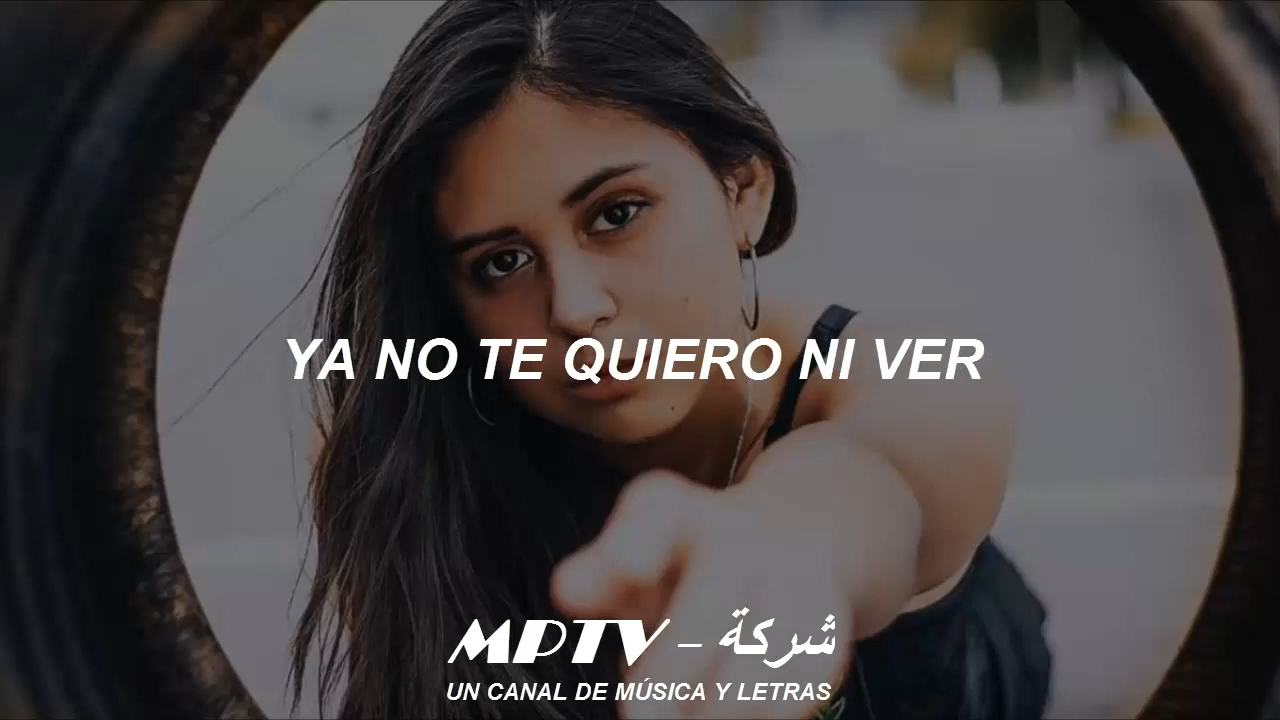 YA NO TE QUIERO NI VER
MPTV – شركة
UN CANAL DE MÚSICA Y LETRAS